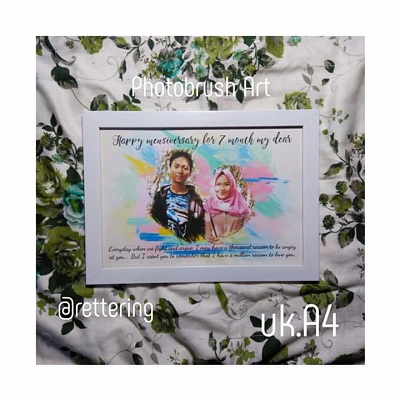 Photobrush Art
Happy mensiversary for 7 month my dear
Everyday when we fight and argue, I may have a thousand reason to be angry
at you... But I want you to remember that I have a million reason to love you
@rettering
uk.A4